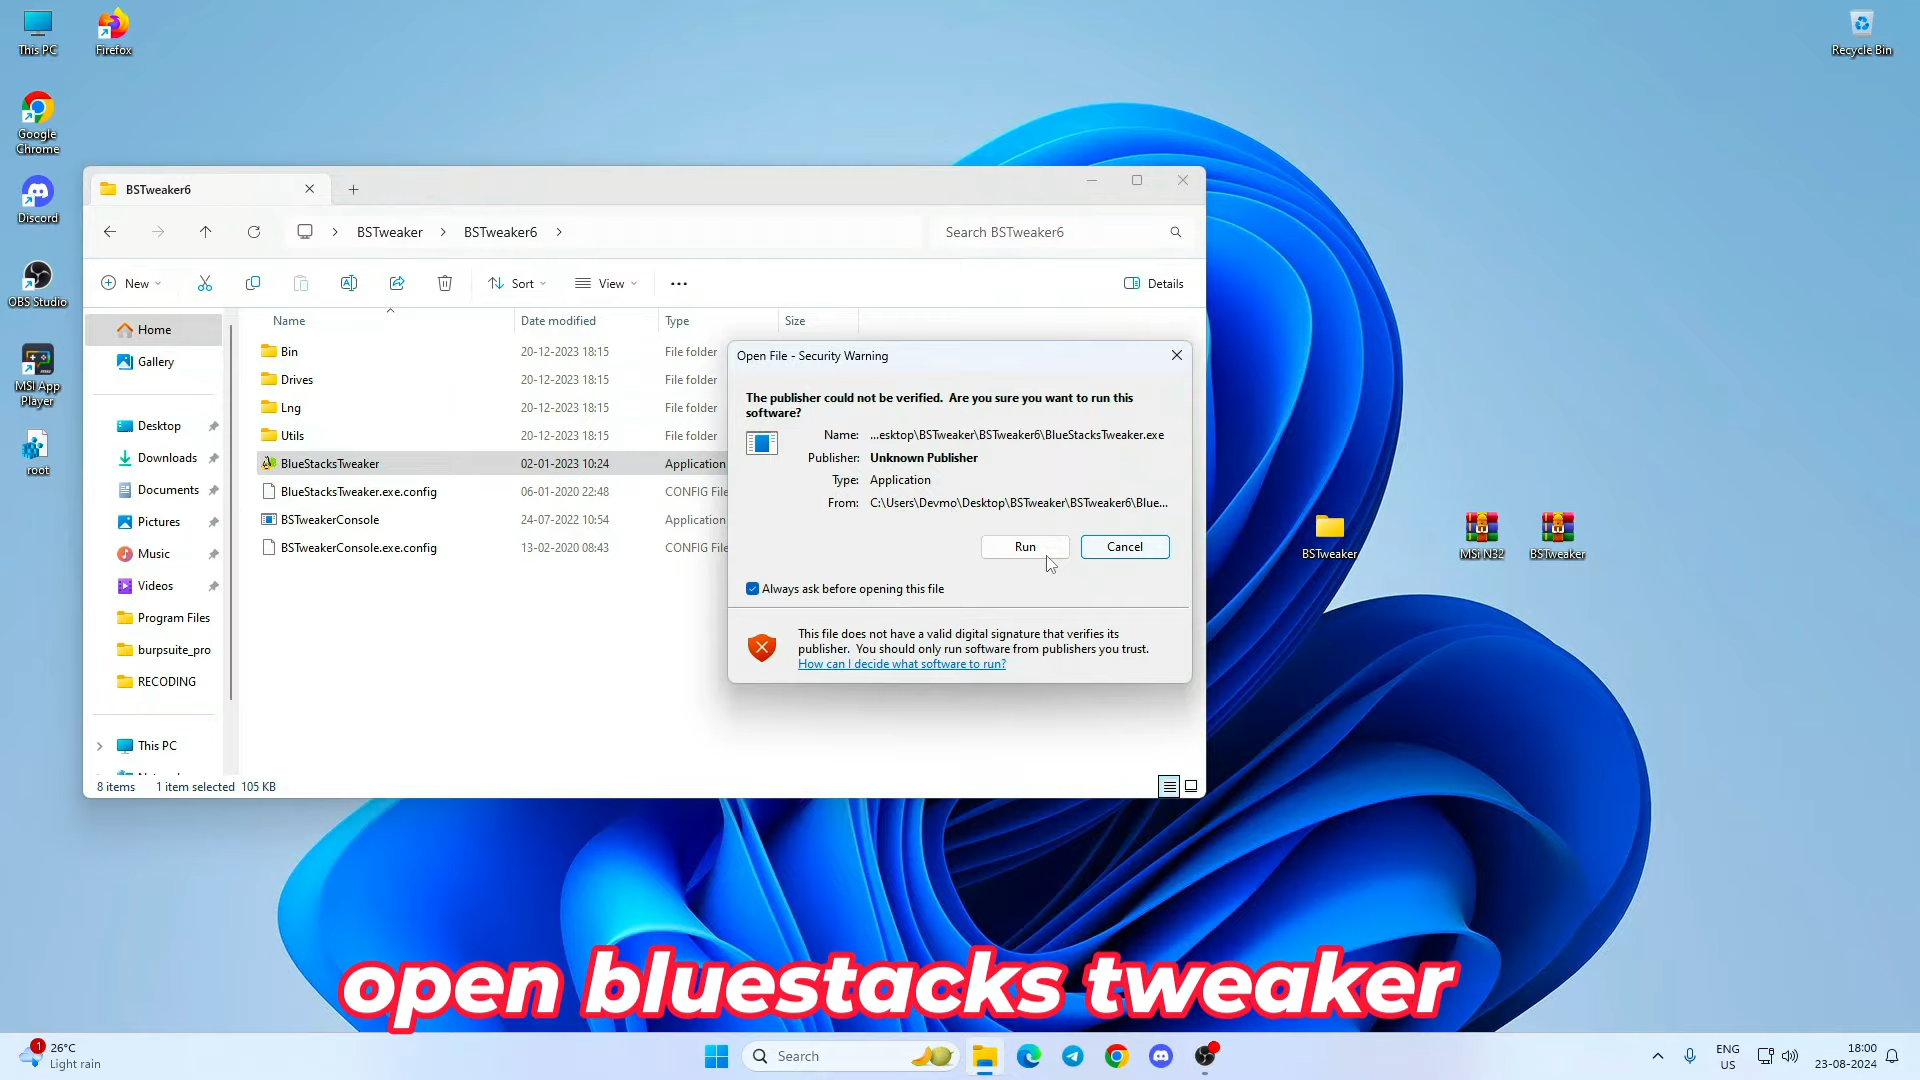 This PC
Firefox
Recycle Bin
Google
Chrome
Discord
OBS Studio
MSI App
Player
root
BSTweaker6
BSTweaker
BSTweaker6
Search BSTweaker6
New
Sort
View
Details
Home
Gallery
Desktop
Downloads
Documents
Pictures
Music
Videos
Program Files
burpsuite_pro
RECODING
This PC
Name Date modified Type Size
Bin 20-12-2023 18:15 File folder
Drives 20-12-2023 18:15 File folder
Lng 20-12-2023 18:15 File folder
Utils 20-12-2023 18:15 File folder
BlueStacksTweaker 02-01-2023 10:24 Application
BlueStacksTweaker.exe.config 06-01-2020 22:48 CONFIG File
BSTweakerConsole 24-07-2022 10:54 Application
BSTweakerConsole.exe.config 13-02-2020 08:43 CONFIG File
8 items 1 item selected 105 KB
Open File - Security Warning
The publisher could not be verified. Are you sure you want to run this
software?
Name: ...esktop\BSTweaker\BSTweaker6\BlueStacksTweaker.exe
Publisher: Unknown Publisher
Type: Application
From: C:\Users\Devmo\Desktop\BSTweaker\BSTweaker6\Blue...
Run
Cancel
Always ask before opening this file
This file does not have a valid digital signature that verifies its
publisher. You should only run software from publishers you trust.
How can I decide what software to run?
BSTweaker
MSi N32
BSTweaker
open bluestacks tweaker
1
26°C
Light rain
Search
ENG
US
18:00
23-08-2024